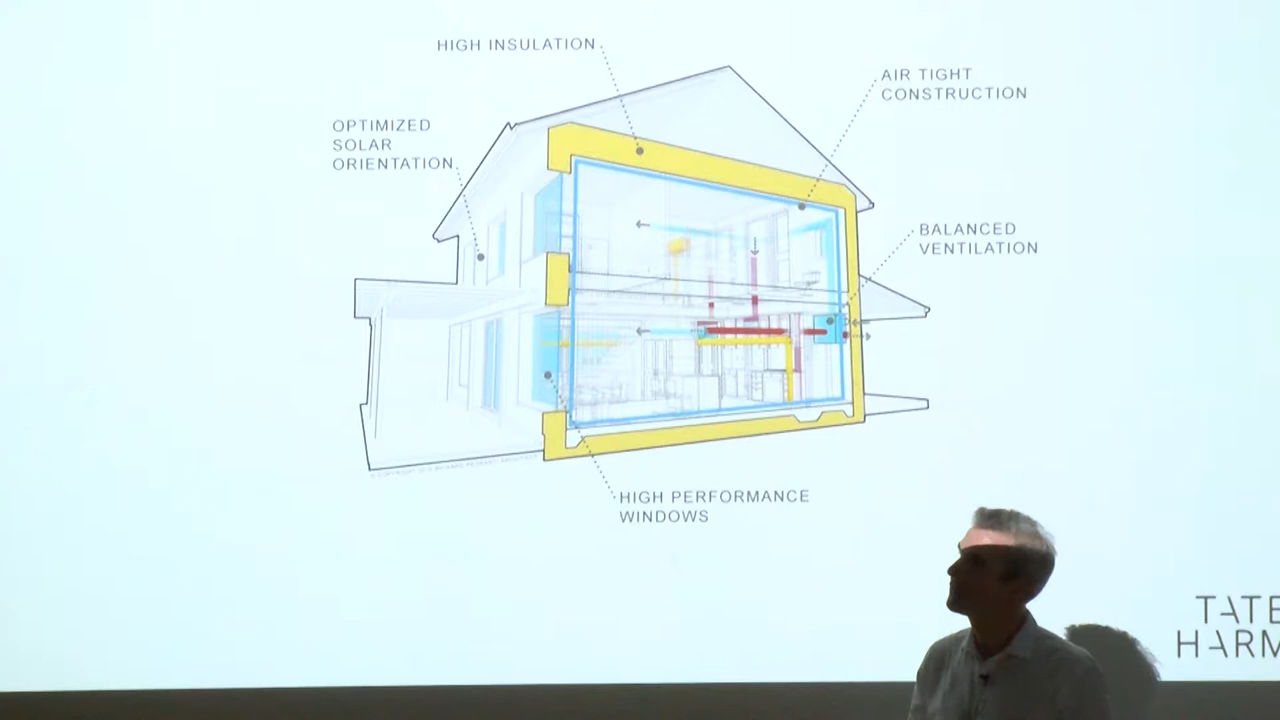 HIGH INSULATION
AIR TIGHT
CONSTRUCTION
OPTIMIZED
SOLAR
ORIENTATION
BALANCED
VENTILATION
HIGH PERFORMANCE
WINDOWS
TATE
HARM